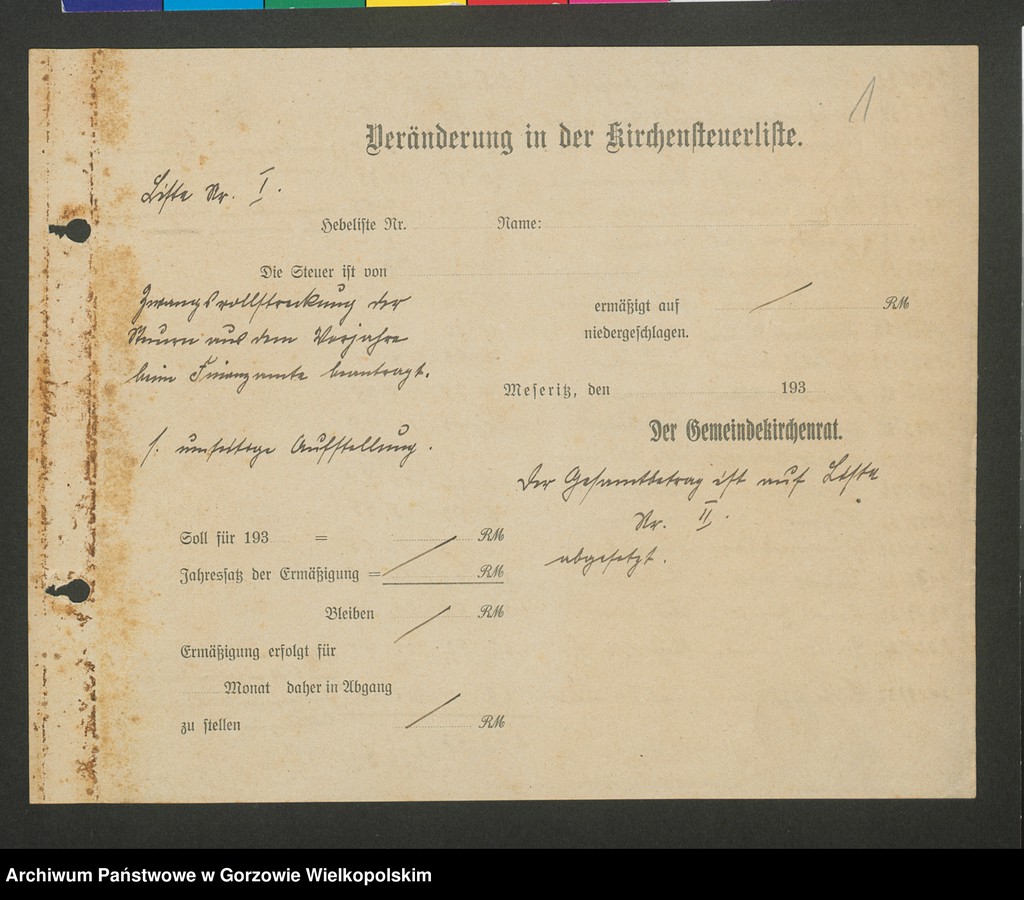 1
Veränderung in der Kirchensteuerliste.
Liste Nr. I.
Hebeliste Nr. Name:
Die Steuer ist von
Zwangsvollstreckung der
Steuern aus dem Vorjahre
beim Finanzamte beantragt.
ermäßigt auf RM
niedergeschlagen.
Meseritz, den 193
Der Gemeindekirchenrat.
s. umseitige Aufstellung.
Der Gesamtbetrag ist auf Liste
Nr. II.
abgesetzt.
Soll für 193 = RM
Jahressatz der Ermäßigung = RM
Bleiben RM
Ermäßigung erfolgt für
Monat daher in Abgang
zu stellen RM
Archiwum Państwowe w Gorzowie Wielkopolskim